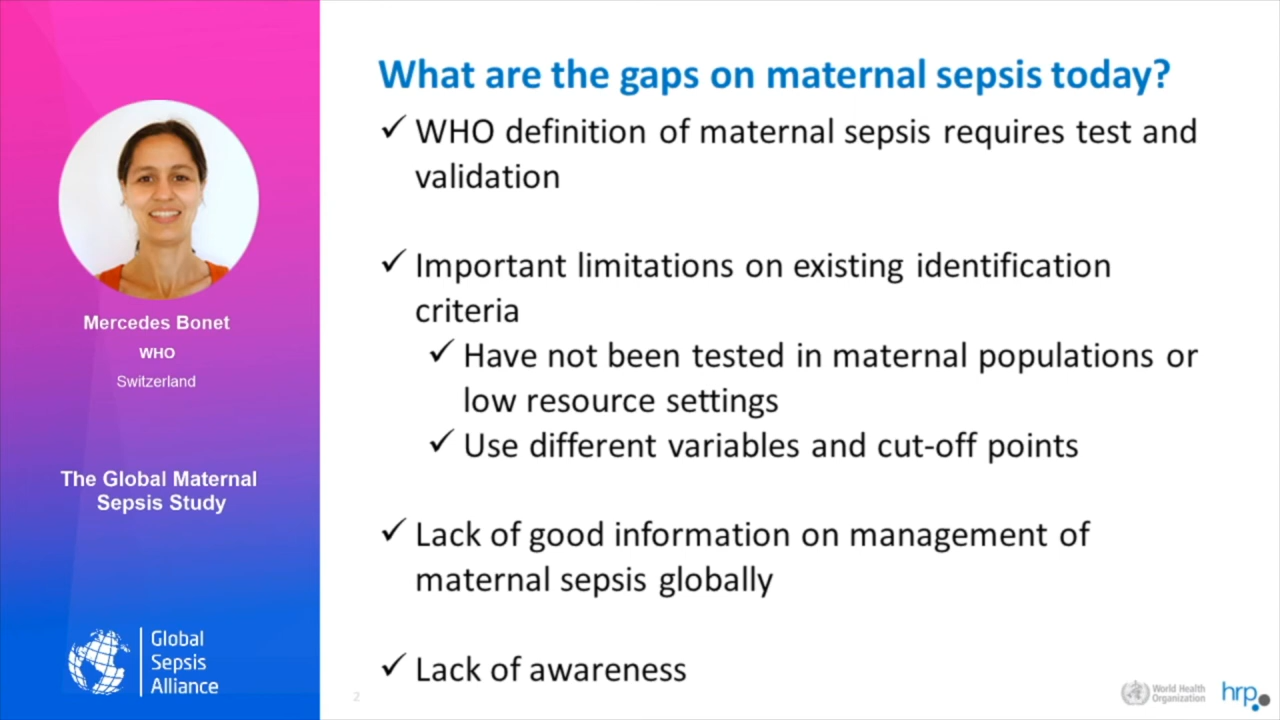 Mercedes Bonet
WHO
Switzerland
The Global Maternal
Sepsis Study
Global
Sepsis
Alliance
What are the gaps on maternal sepsis today?
✓ WHO definition of maternal sepsis requires test and
validation
✓ Important limitations on existing identification
criteria
✓ Have not been tested in maternal populations or
low resource settings
✓ Use different variables and cut-off points
✓ Lack of good information on management of
maternal sepsis globally
✓ Lack of awareness
2
World Health
Organization
hrp.